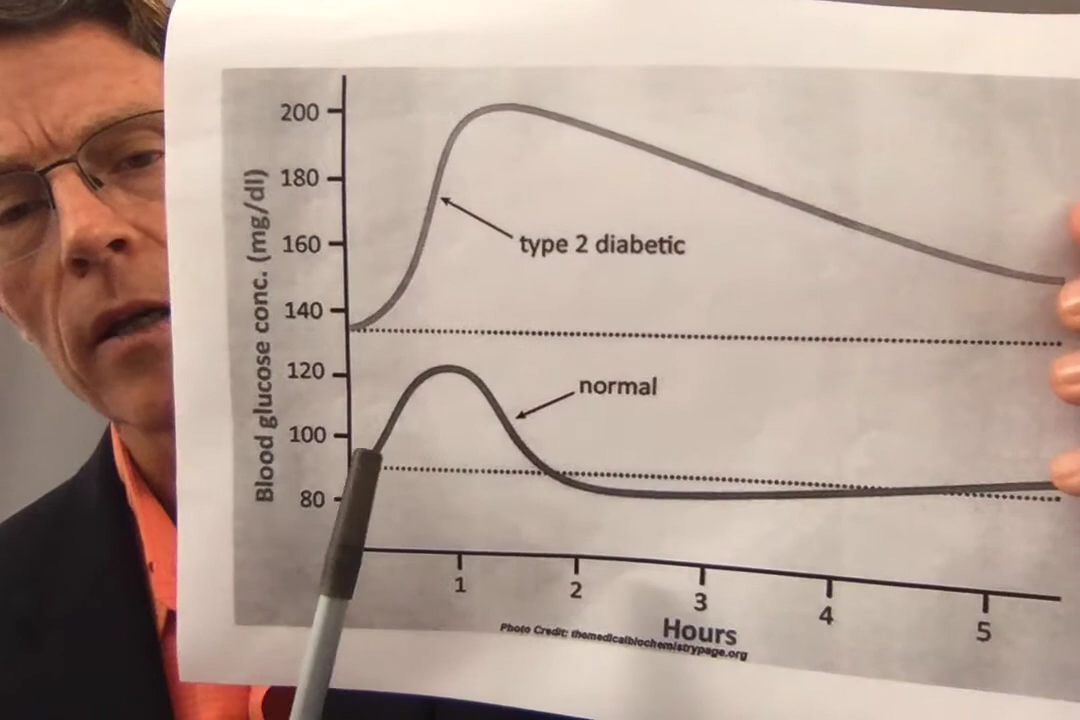 Blood glucose conc. (mg/dl)
200
180
160
140
120
100
80
type 2 diabetic
normal
1
2
3
4
5
Hours
Photo Credit: themedicalbiochemistrypage.org